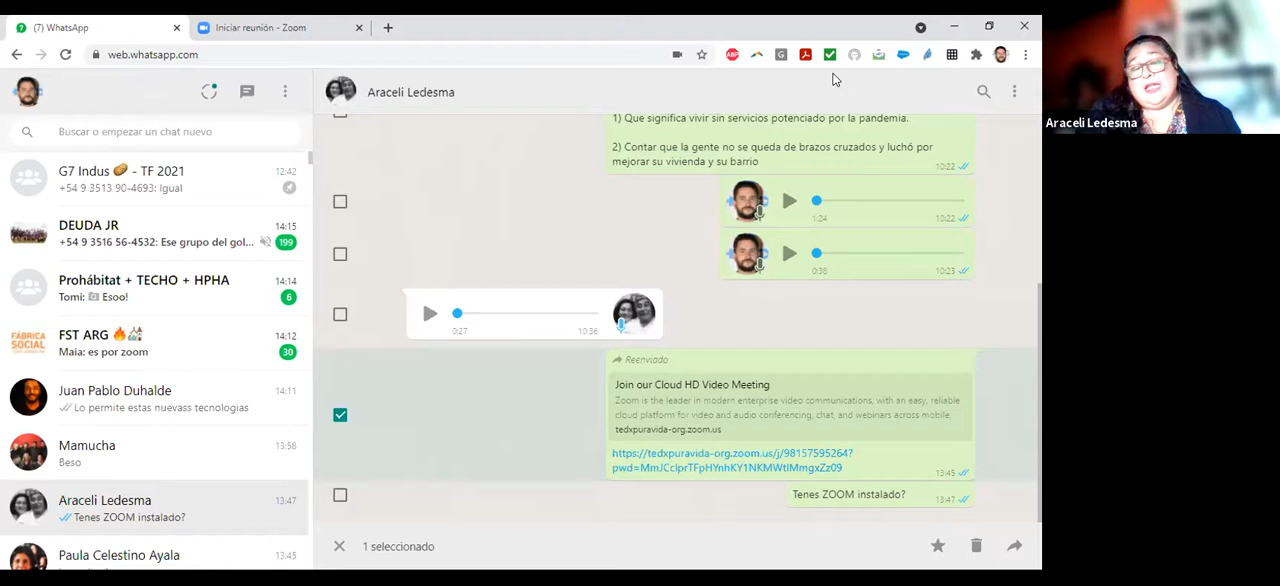 (7) WhatsApp
Iniciar reunión - Zoom
web.whatsapp.com
ABP
G
Buscar o empezar un chat nuevo
G7 Indus 🥔 - TF 2021
12:42
+54 9 3513 90-4693: Igual
DEUDA JR
14:15
+54 9 3516 56-4532: Ese grupo del gol...
199
Prohábitat + TECHO + HPHA
14:14
Tomi: 📷 Esoo!
6
FÁBRICA
SOCIAL
FST ARG 🔥🏘️
14:12
Maia: es por zoom
30
Juan Pablo Duhalde
14:11
Lo permite estas nuevass tecnologias
Mamucha
13:58
Beso
Araceli Ledesma
13:47
Tenes ZOOM instalado?
Paula Celestino Ayala
13:45
Araceli Ledesma
1) Que significa vivir sin servicios potenciado por la pandemia.
2) Contar que la gente no se queda de brazos cruzados y luchó por
mejorar su vivienda y su barrio
10:22
1:24
10:22
0:38
10:23
0:27
10:36
Reenviado
Join our Cloud HD Video Meeting
Zoom is the leader in modern enterprise video communications, with an easy, reliable
cloud platform for video and audio conferencing, chat, and webinars across mobile,
tedxpuravida-org.zoom.us
https://tedxpuravida-org.zoom.us/j/98157595264?
13:45
Tenes ZOOM instalado?
13:47
1 seleccionado
Araceli Ledesma